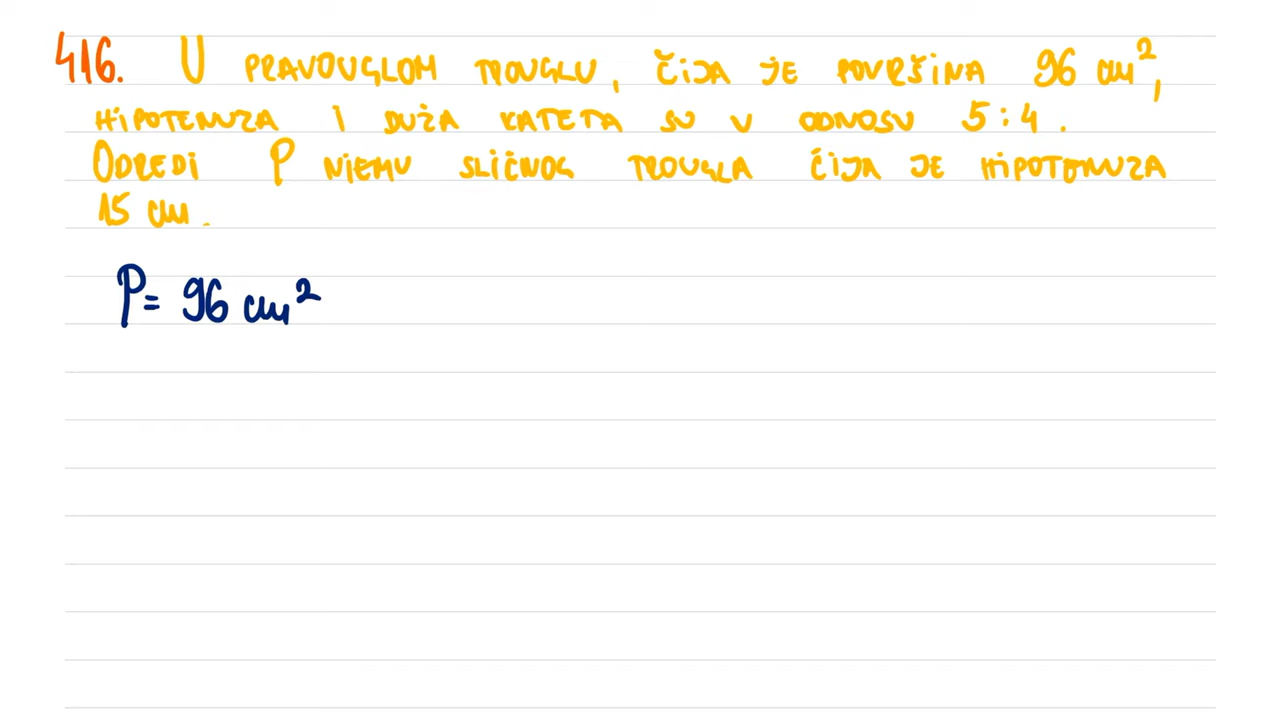 416. U PRAVOUGLOM TROUGLU, ČIJA JE POVRŠINA 96 cm²,
HIPOTENUZA I DUŽA KATETA SU U ODNOSU 5:4.
ODREDI P NJEMU SLIČNOG TROUGLA ČIJA JE HIPOTENUZA
15 cm.
P = 96 cm²